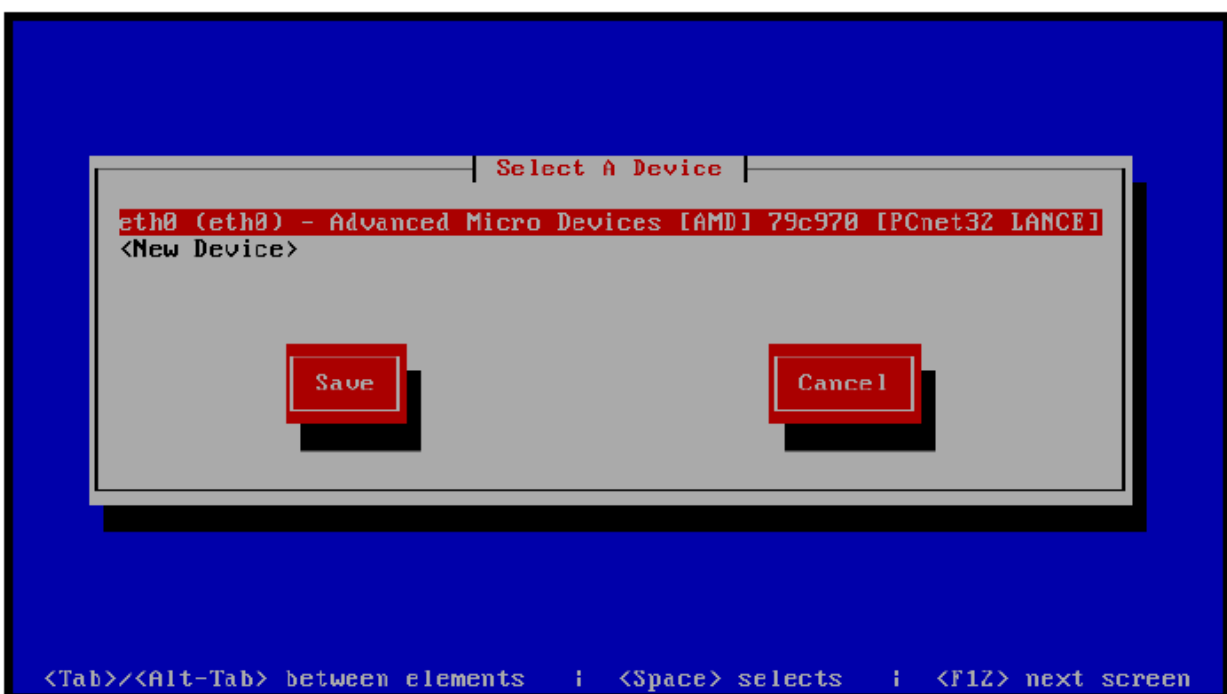 Select A Device
eth0 (eth0) - Advanced Micro Devices [AMD] 79c970 [PCnet32 LANCE]
<New Device>
Save Cancel
<Tab>/<Alt-Tab> between elements | <Space> selects | <F12> next screen